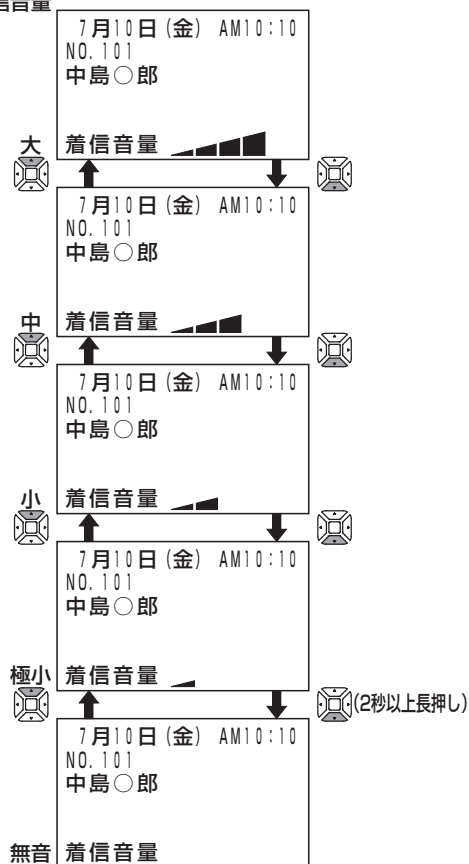 信音量
7月10日(金) AM10:10
NO.101
中島○郎
大 着信音量
7月10日(金) AM10:10
NO.101
中島○郎
中 着信音量
7月10日(金) AM10:10
NO.101
中島○郎
小 着信音量
7月10日(金) AM10:10
NO.101
中島○郎
極小 着信音量
(2秒以上長押し)
7月10日(金) AM10:10
NO.101
中島○郎
無音 着信音量